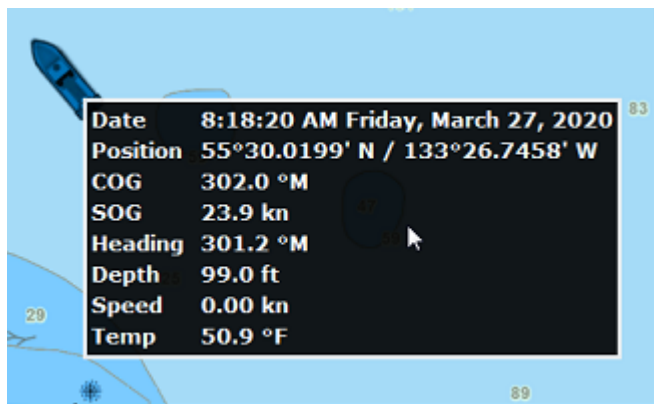 83
Date 8:18:20 AM Friday, March 27, 2020
Position 55°30.0199' N / 133°26.7458' W
COG 302.0 °M
SOG 23.9 kn
47
Heading 301.2 °M
Depth 99.0 ft
29
Speed 0.00 kn
Temp 50.9 °F
89